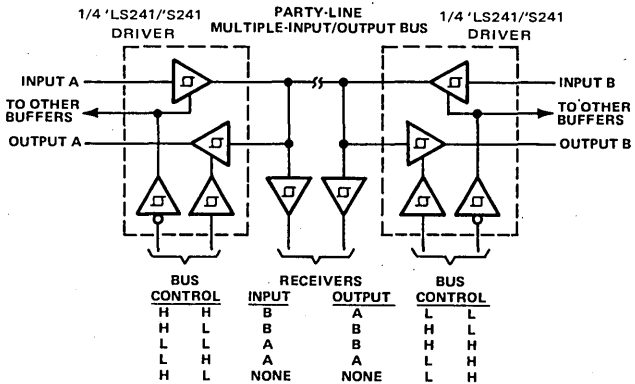 1/4 'LS241/'S241
DRIVER
PARTY-LINE
MULTIPLE-INPUT/OUTPUT BUS
1/4 'LS241/'S241
DRIVER
INPUT A
INPUT B
TO OTHER
BUFFERS
TO OTHER
BUFFERS
OUTPUT A
OUTPUT B
BUS
CONTROL
RECEIVERS
INPUT OUTPUT
BUS
CONTROL
H H B A L L
H L B B H L
L L A B H H
L H A A L H
H L NONE NONE L H